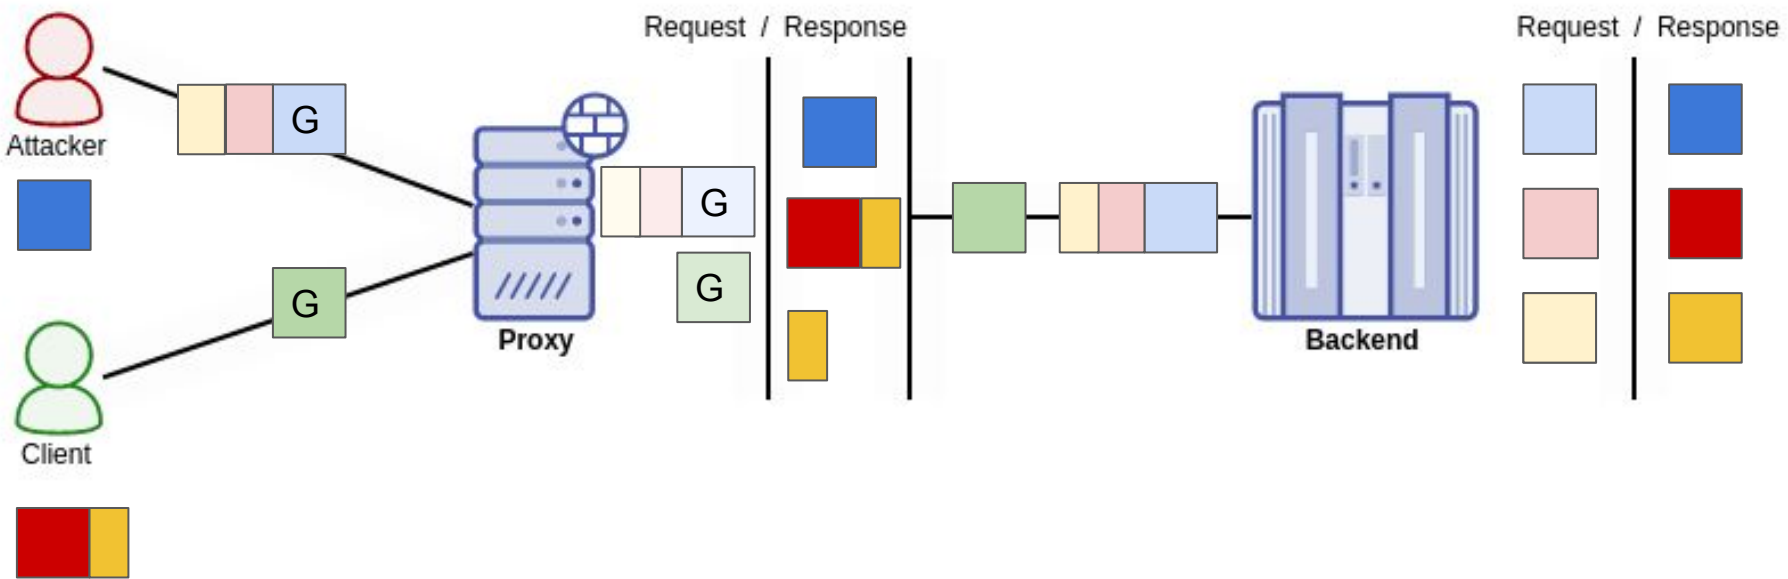 Request / Response
Request / Response
G
Attacker
G
G
G
Proxy
Backend
Client